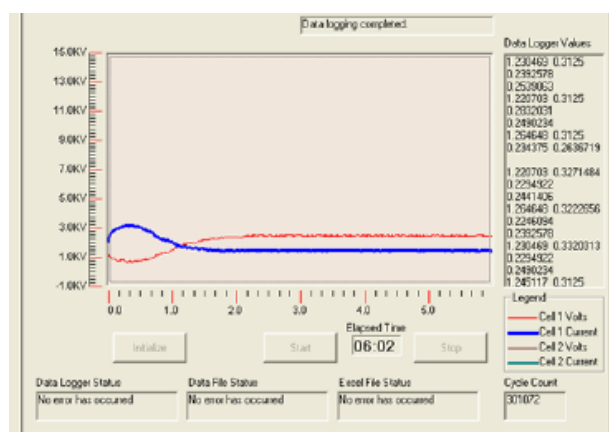 Data logging completed.
Data Logger Values
15.0KV
13.0KV
11.0KV
9.0KV
7.0KV
5.0KV
3.0KV
1.0KV
-1.0KV
0.0 1.0 2.0 3.0 4.0 5.0
1.230469 0.3125
0.2392578
0.2539063
1.220703 0.3125
0.2832031
0.2490234
1.264648 0.3125
0.234375 0.2636719
1.220703 0.3271484
0.2294922
0.2441406
1.264648 0.3222656
0.2246094
0.2392578
1.230469 0.3320313
0.2294922
0.2490234
1.245117 0.3125
Legend
Cell 1 Volts
Cell 1 Current
Cell 2 Volts
Cell 2 Current
Elapsed Time
Initialize
Start
06:02
Stop
Data Logger Status
Data File Status
Excel File Status
Cycle Count
No error has occurred
No error has occurred
No error has occurred
301072